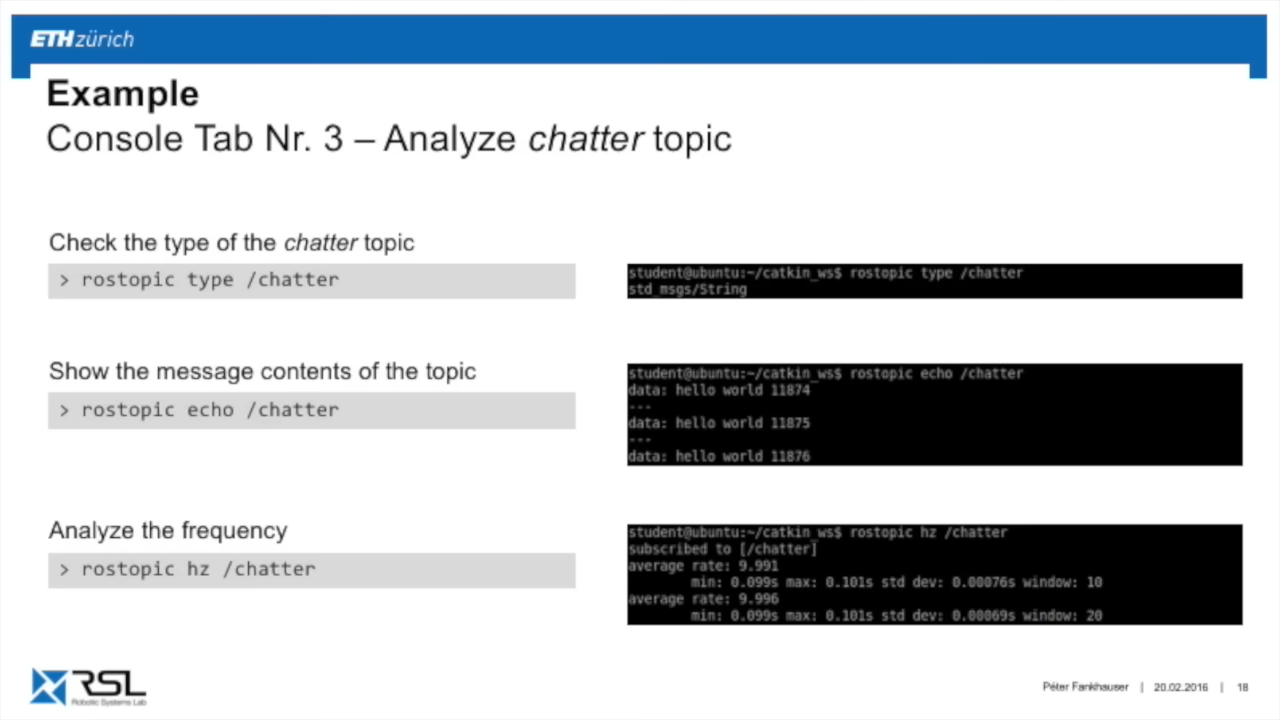 ETH zürich
Example
Console Tab Nr. 3 – Analyze chatter topic
Check the type of the chatter topic
> rostopic type /chatter
student@ubuntu:~/catkin_ws$ rostopic type /chatter
std_msgs/String
Show the message contents of the topic
> rostopic echo /chatter
student@ubuntu:~/catkin_ws$ rostopic echo /chatter
data: hello world 11874
---
data: hello world 11875
---
data: hello world 11876
Analyze the frequency
> rostopic hz /chatter
student@ubuntu:~/catkin_ws$ rostopic hz /chatter
subscribed to [/chatter]
average rate: 9.991
min: 0.099s max: 0.101s std dev: 0.00076s window: 10
average rate: 9.996
min: 0.099s max: 0.101s std dev: 0.00069s window: 20
RSL
Robotic Systems Lab
Péter Fankhauser | 20.02.2016 | 18